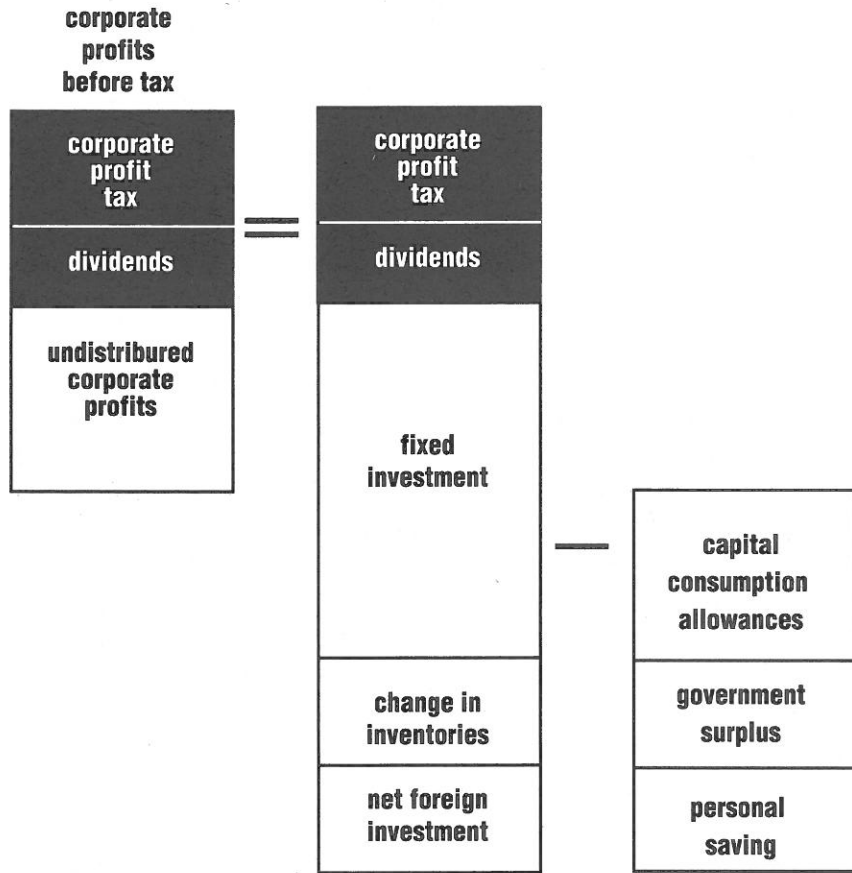 corporate
profits
before tax
corporate
profit
tax
dividends
undistribured
corporate
profits
=
corporate
profit
tax
dividends
fixed
investment
change in
inventories
net foreign
investment
—
capital
consumption
allowances
government
surplus
personal
saving